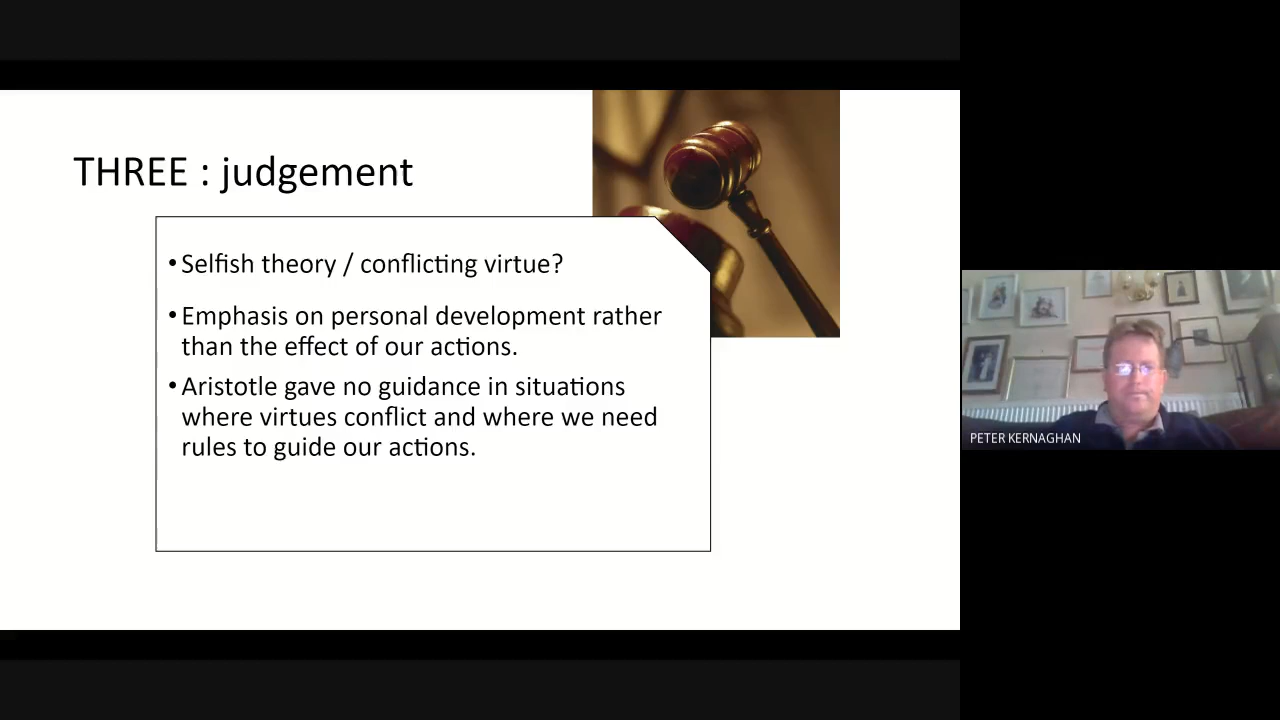 THREE : judgement
• Selfish theory / conflicting virtue?
• Emphasis on personal development rather
than the effect of our actions.
• Aristotle gave no guidance in situations
where virtues conflict and where we need
rules to guide our actions.
PETER KERNAGHAN